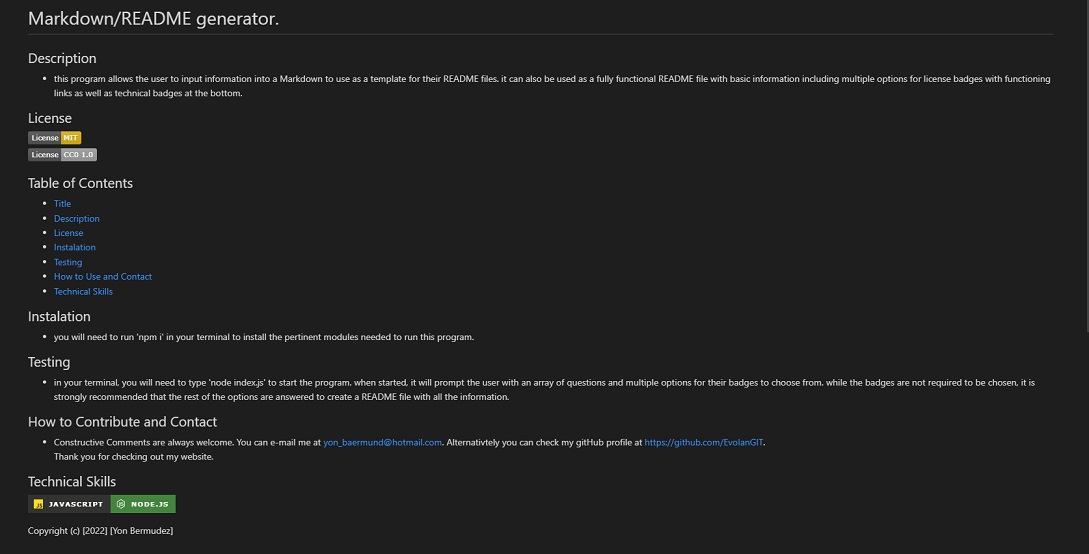 Markdown/README generator.
Description
this program allows the user to input information into a Markdown to use as a template for their README files. it can also be used as a fully functional README file with basic information including multiple options for license badges with functioning
links as well as technical badges at the bottom.
License
License MIT
License CC0 1.0
Table of Contents
Title
Description
License
Instalation
Testing
How to Use and Contact
Technical Skills
Instalation
you will need to run 'npm i' in your terminal to install the pertinent modules needed to run this program.
Testing
in your terminal, you will need to type 'node index.js' to start the program. when started, it will prompt the user with an array of questions and multiple options for their badges to choose from. while the badges are not required to be chosen, it is
strongly recommended that the rest of the options are answered to create a README file with all the information.
How to Contribute and Contact
Constructive Comments are always welcome. You can e-mail me at yon_baermund@hotmail.com. Alternativtely you can check my gitHub profile at https://github.com/EvolanGIT.
Thank you for checking out my website.
Technical Skills
JS JAVASCRIPT NODE.JS
Copyright (c) [2022] [Yon Bermudez]